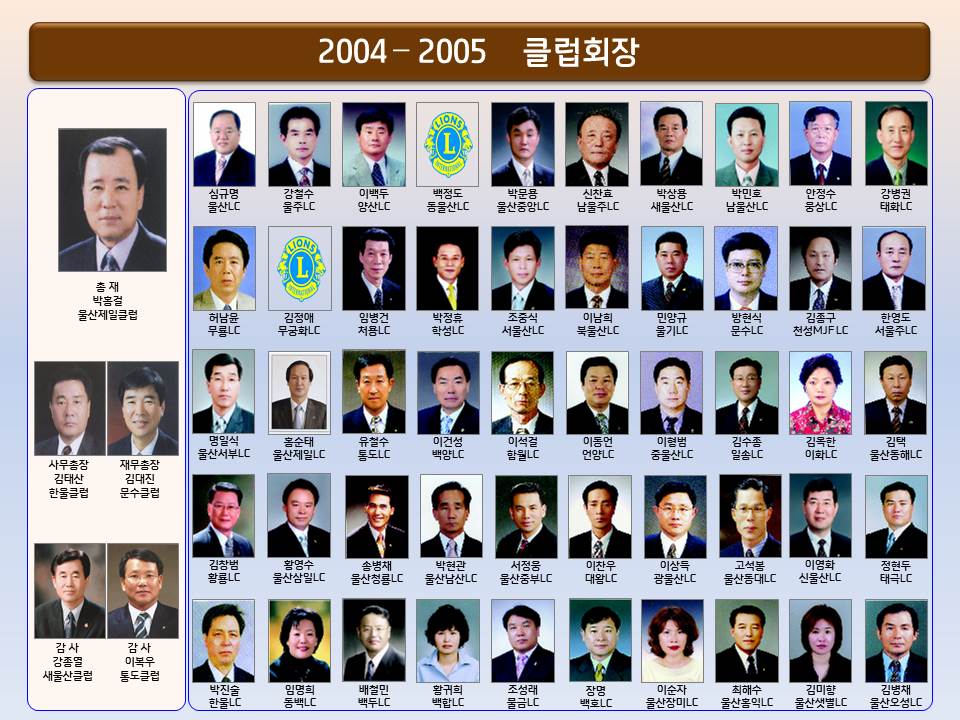 2004 – 2005 클럽회장
총 재
박홍걸
울산제일클럽
사무총장
김태산
한울클럽
재무총장
김대진
문수클럽
감 사
강종열
새울산클럽
감 사
이복우
통도클럽
심규명
울산LC
강철수
울주LC
이백두
양산LC
LIONS
L
INTERNATIONAL
백정도
동울산LC
박문용
울산중앙LC
신찬효
남울주LC
박상용
새울산LC
박민호
남울산LC
안정수
웅상LC
강병권
태화LC
허남윤
무룡LC
LIONS
L
INTERNATIONAL
김정애
무궁화LC
임병건
처용LC
박정휴
학성LC
조중식
서울산LC
이남희
북울산LC
민양규
울기LC
방현식
문수LC
김종구
천성MJF LC
한영도
서울주LC
명일식
울산서부LC
홍순태
울산제일LC
유철수
통도LC
이건성
백양LC
이석걸
함월LC
이동언
언양LC
이형범
중울산LC
김수종
일송LC
김옥한
이화LC
김택
울산동해LC
김창범
황룡LC
황영수
울산삼일LC
송병채
울산청룡LC
박현관
울산남산LC
서정웅
울산중부LC
이찬우
대왕LC
이상득
광울산LC
고석봉
울산동대LC
이영화
신울산LC
정현두
태극LC
박진술
한울LC
임명희
동백LC
배철민
백두LC
황귀희
백합LC
조성래
물금LC
장명
백호LC
이순자
울산장미LC
최해수
울산홍익LC
김미향
울산샛별LC
김병채
울산오성LC